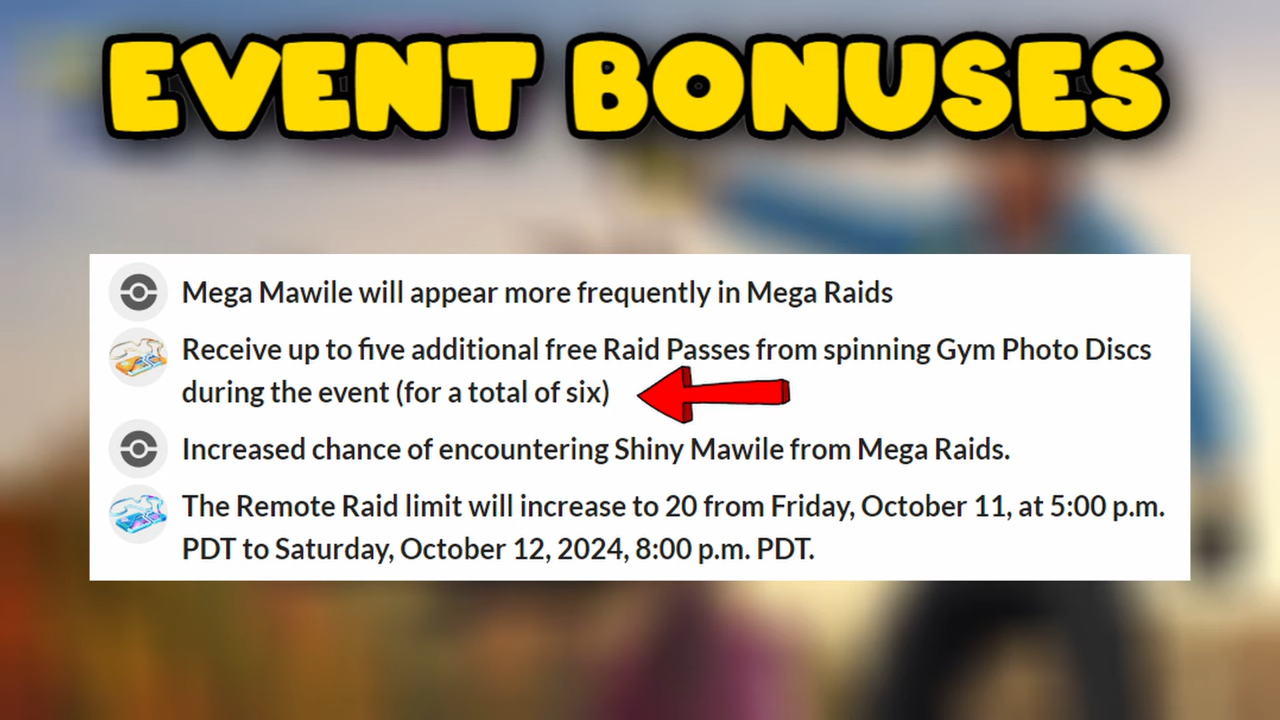 EVENT BONUSES
Mega Mawile will appear more frequently in Mega Raids
Receive up to five additional free Raid Passes from spinning Gym Photo Discs
during the event (for a total of six)
Increased chance of encountering Shiny Mawile from Mega Raids.
The Remote Raid limit will increase to 20 from Friday, October 11, at 5:00 p.m.
PDT to Saturday, October 12, 2024, 8:00 p.m. PDT.